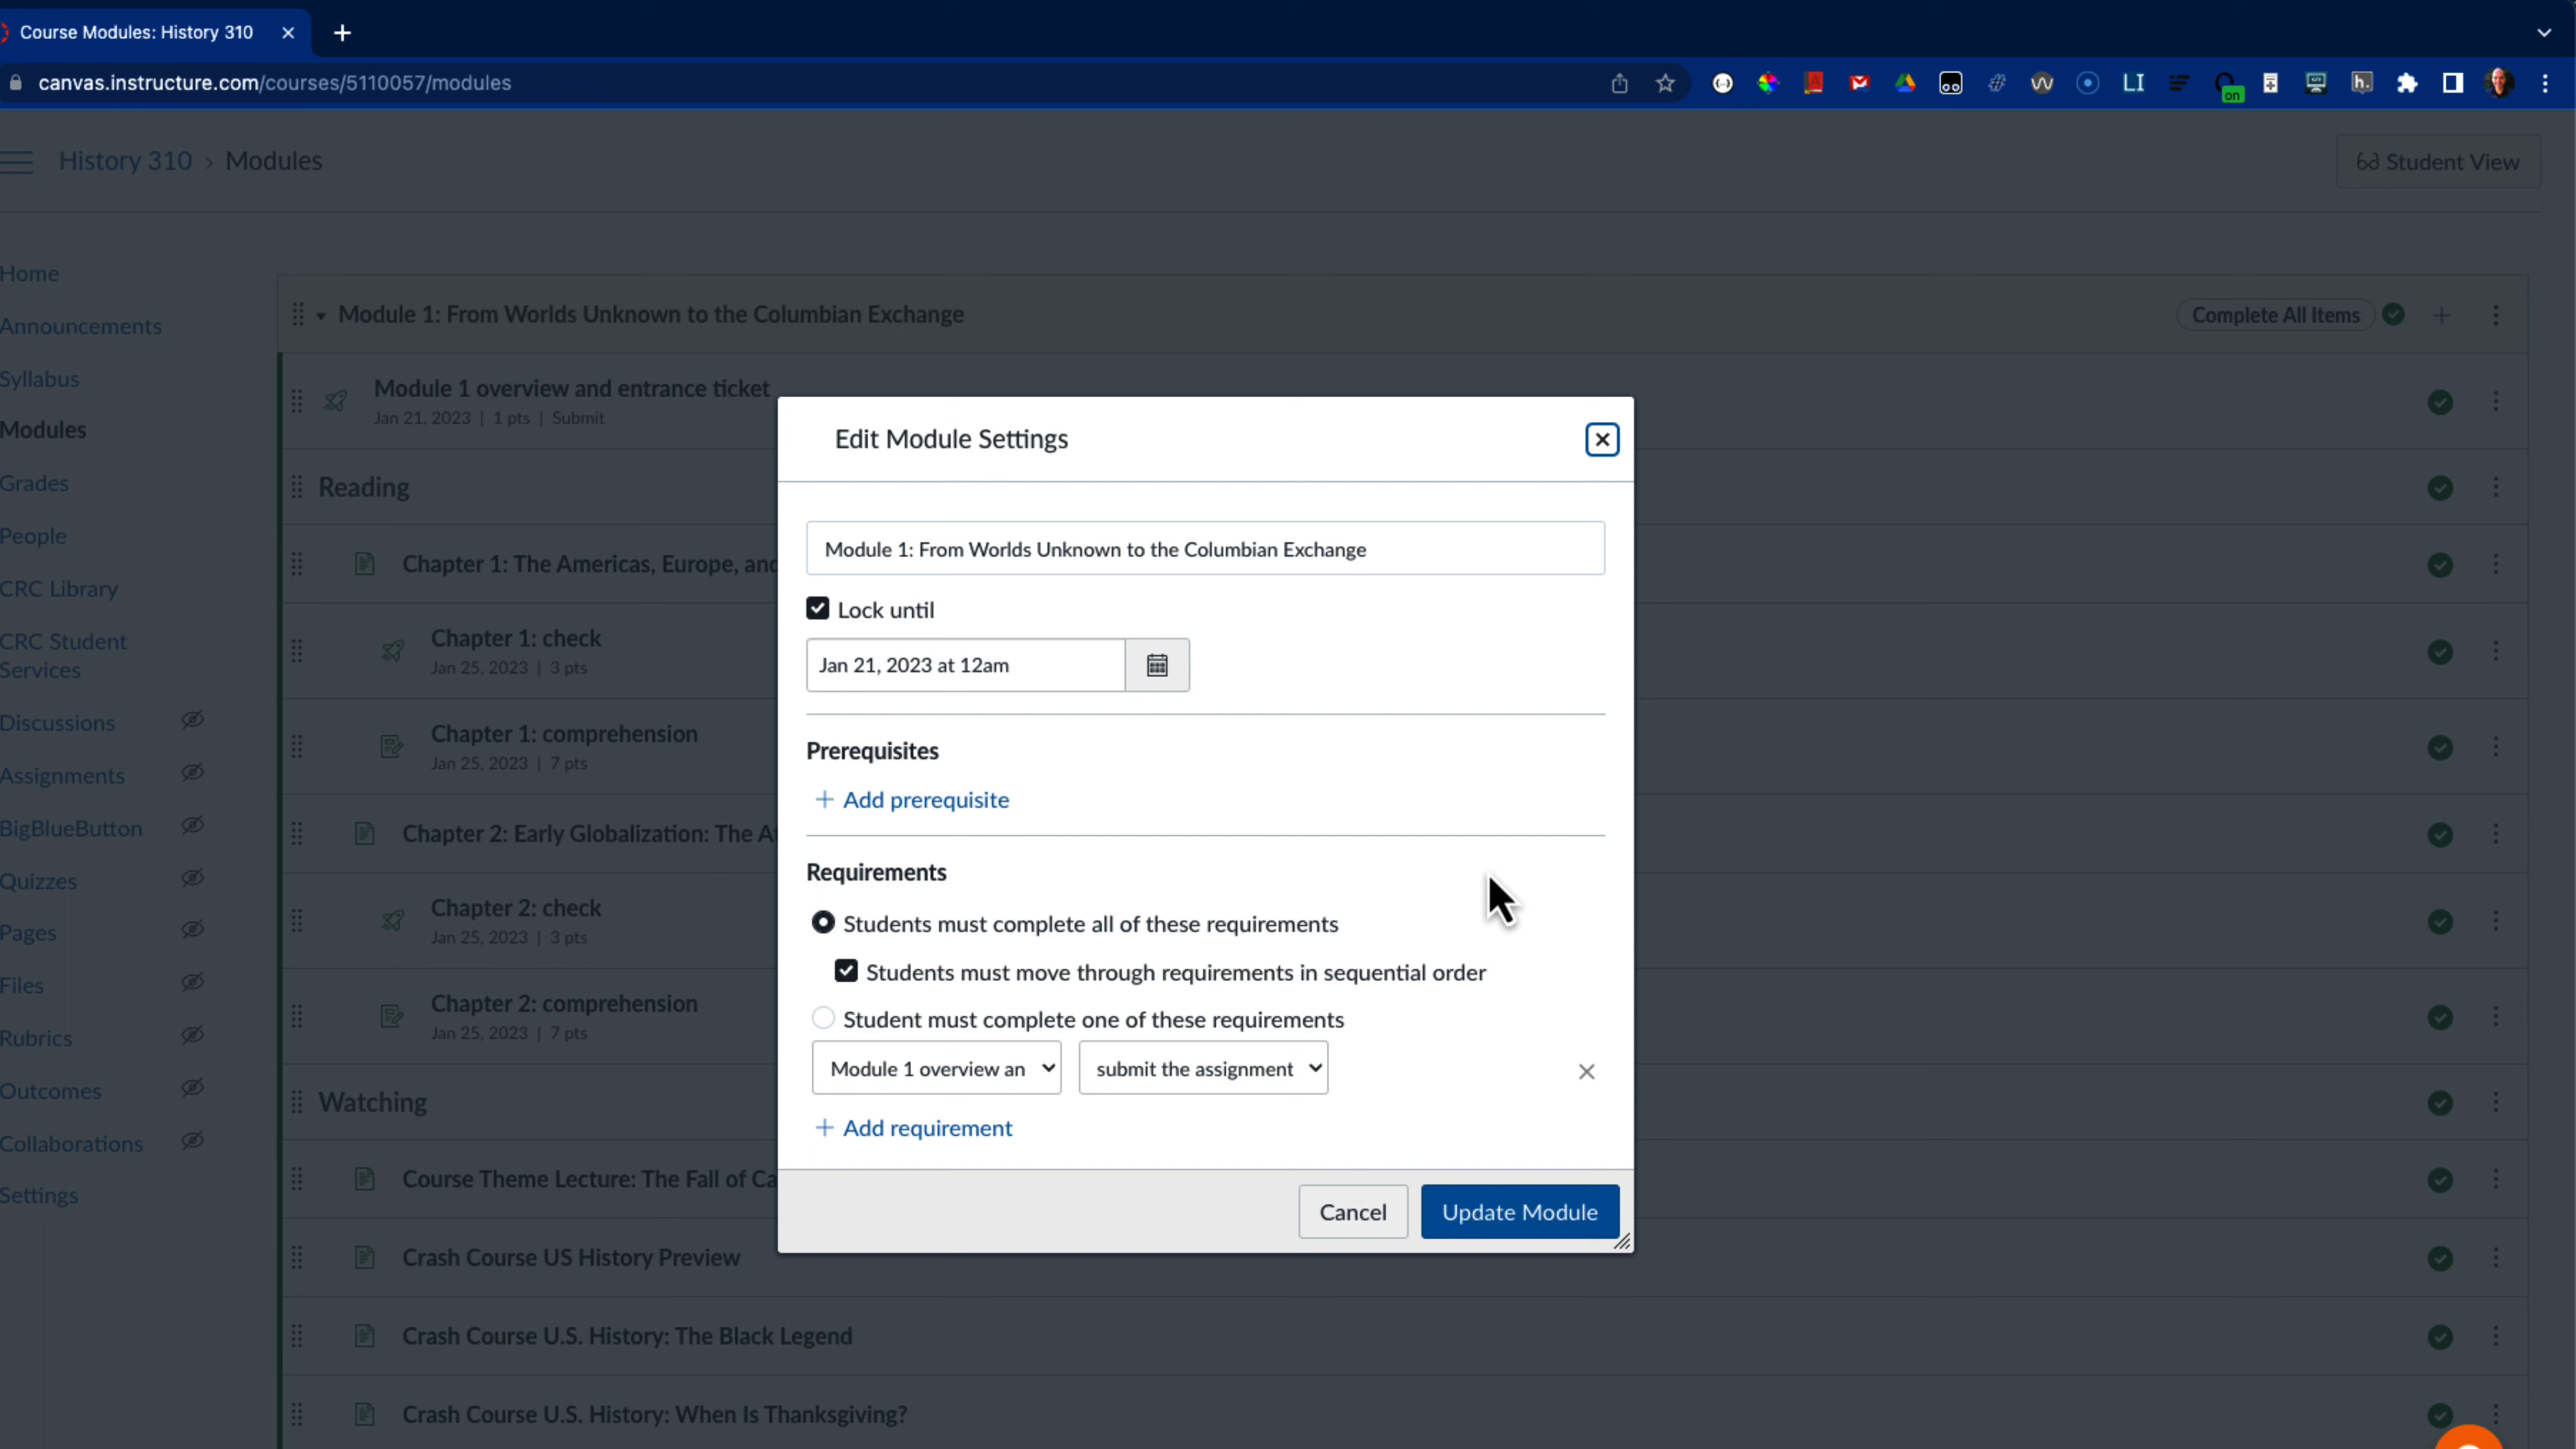 Course Modules: History 310
canvas.instructure.com/courses/5110057/modules
on
LI
h.
History 310 › Modules
Student View
Home
Announcements
Syllabus
Modules
Grades
People
CRC Library
CRC Student
Services
Discussions
Assignments
BigBlueButton
Quizzes
Pages
Files
Rubrics
Outcomes
Collaborations
Settings
Module 1: From Worlds Unknown to the Columbian Exchange
Complete All Items
Module 1 overview and entrance ticket
Jan 21, 2023 | 1 pts | Submit
Reading
Chapter 1: The Americas, Europe, and
Chapter 1: check
Jan 25, 2023 | 3 pts
Chapter 1: comprehension
Jan 25, 2023 | 7 pts
Chapter 2: Early Globalization: The A
Chapter 2: check
Jan 25, 2023 | 3 pts
Chapter 2: comprehension
Jan 25, 2023 | 7 pts
Watching
Course Theme Lecture: The Fall of Ca
Crash Course US History Preview
Crash Course U.S. History: The Black Legend
Crash Course U.S. History: When Is Thanksgiving?
Edit Module Settings
Module 1: From Worlds Unknown to the Columbian Exchange
Lock until
Jan 21, 2023 at 12am
Prerequisites
+ Add prerequisite
Requirements
Students must complete all of these requirements
Students must move through requirements in sequential order
Student must complete one of these requirements
Module 1 overview an
submit the assignment
+ Add requirement
Cancel
Update Module